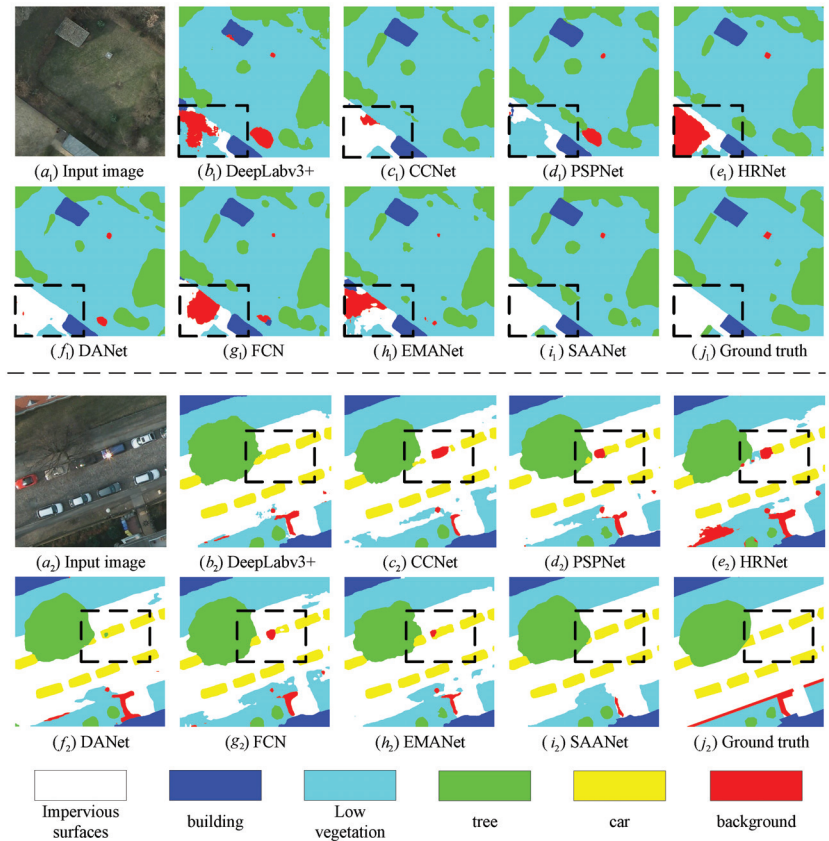 (a₁) Input image
(b₁) DeepLabv3+
(c₁) CCNet
(d₁) PSPNet
(e₁) HRNet
(f₁) DANet
(g₁) FCN
(h₁) EMANet
(i₁) SAANet
(j₁) Ground truth
(a₂) Input image
(b₂) DeepLabv3+
(c₂) CCNet
(d₂) PSPNet
(e₂) HRNet
(f₂) DANet
(g₂) FCN
(h₂) EMANet
(i₂) SAANet
(j₂) Ground truth
Impervious
surfaces
building
Low
vegetation
tree
car
background